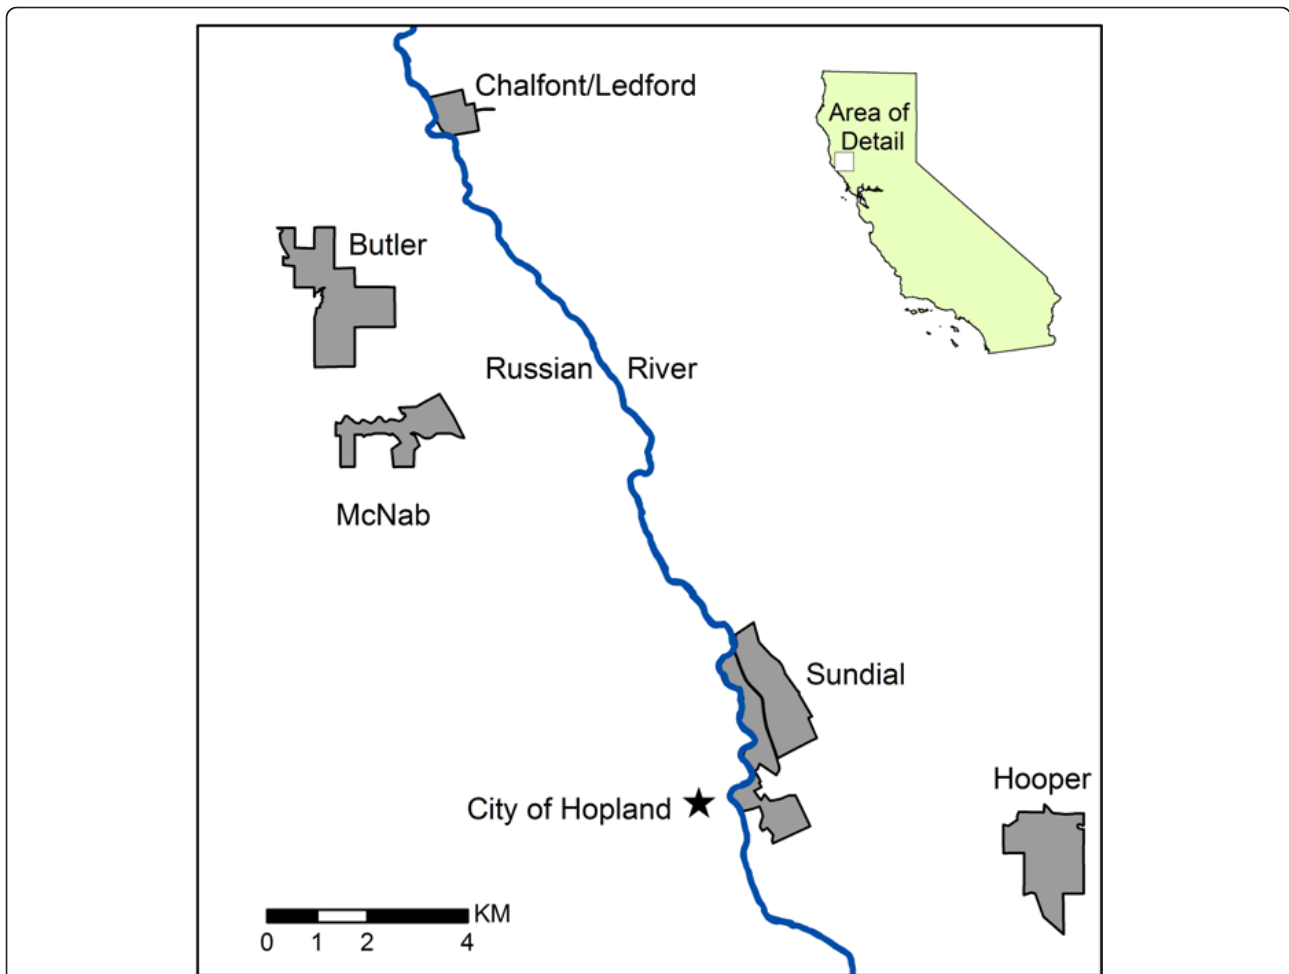 Chalfont/Ledford
Area of
Detail
Butler
Russian River
McNab
Sundial
Hooper
City of Hopland
KM
0 1 2 4